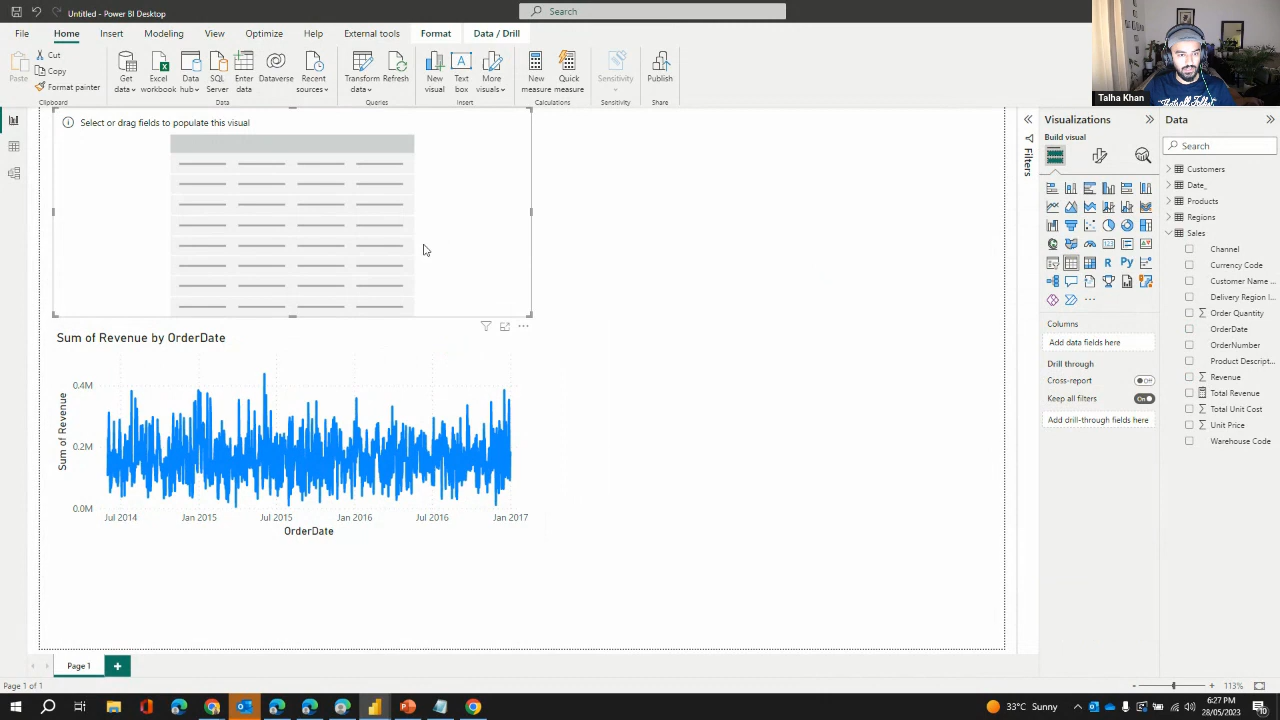 Untitled - Power BI Desktop
Search
File
Home
Insert
Modeling
View
Optimize
Help
External tools
Format
Data / Drill
Paste
Cut
Copy
Format painter
Clipboard
Get data
Excel workbook
Data hub
SQL Server
Enter data
Dataverse
Recent sources
Data
Transform data
Refresh
Queries
New visual
Text box
More visuals
Insert
New measure
Quick measure
Calculations
Sensitivity
Sensitivity
Publish
Share
Talha Khan
Select or drag fields to populate this visual
Sum of Revenue by OrderDate
Sum of Revenue
0.4M
0.2M
0.0M
Jul 2014
Jan 2015
Jul 2015
Jan 2016
Jul 2016
Jan 2017
OrderDate
Filters
Visualizations
Build visual
R
Py
123
Columns
Add data fields here
Drill through
Cross-report
Off
Keep all filters
On
Add drill-through fields here
Data
Search
Customers
Date_
Products
Regions
Sales
Channel
Currency Code
Customer Name ...
Delivery Region I...
Order Quantity
OrderDate
OrderNumber
Product Descript...
Revenue
Total Revenue
Total Unit Cost
Unit Price
Warehouse Code
Page 1
Page 1 of 1
113%
33°C Sunny
6:27 PM
28/05/2023